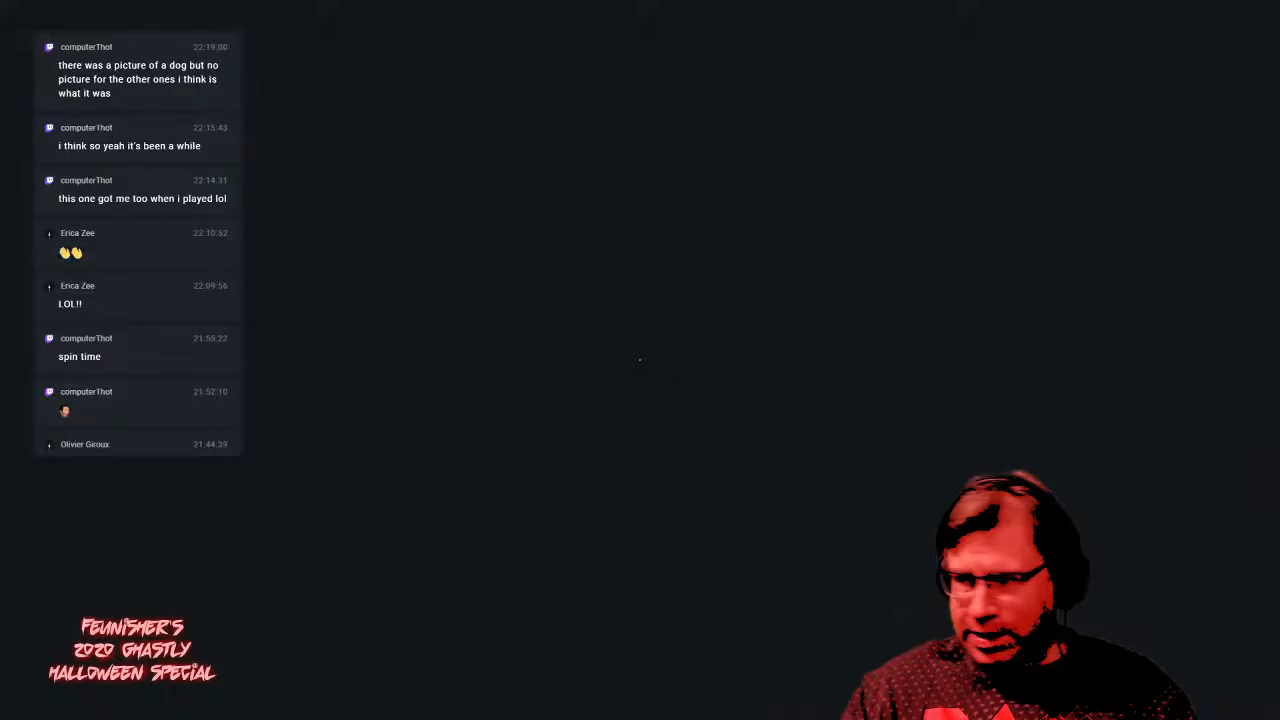 computerThot 22:19:00
there was a picture of a dog but no
picture for the other ones i think is
what it was
computerThot 22:15:43
i think so yeah it's been a while
computerThot 22:14:31
this one got me too when i played lol
Erica Zee 22:10:52
👏👏
Erica Zee 22:09:56
LOL!!
computerThot 21:55:22
spin time
computerThot 21:52:10
Olivier Giroux 21:44:39
FEUNISHER'S
2020 GHASTLY
HALLOWEEN SPECIAL